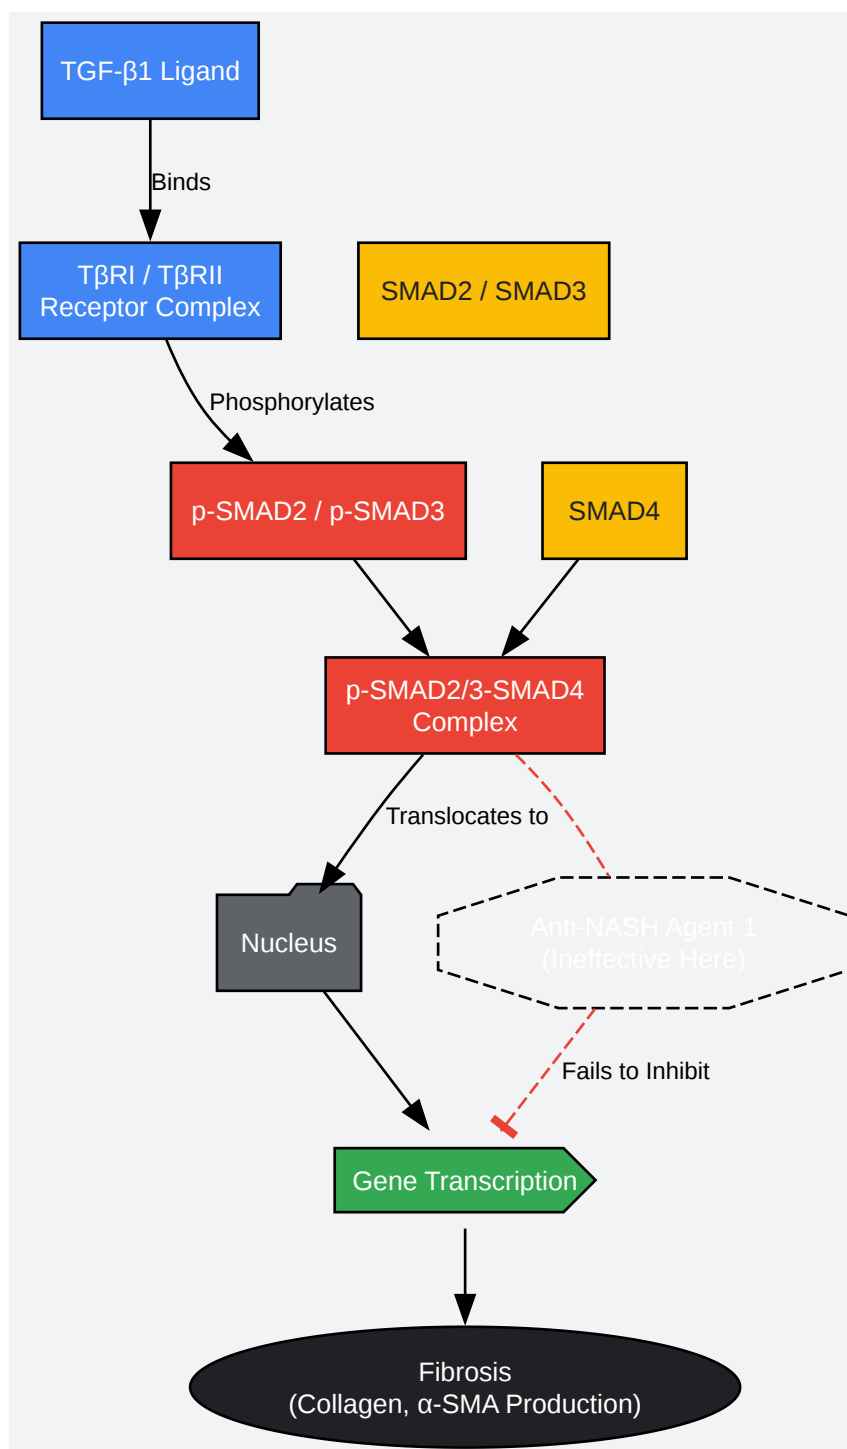 TGF-β1 Ligand
Binds
TβRI / TβRII
Receptor Complex
SMAD2 / SMAD3
Phosphorylates
p-SMAD2 / p-SMAD3
SMAD4
p-SMAD2/3-SMAD4
Complex
Translocates to
Nucleus
Anti-NASH Agent 1
(Ineffective Here)
Fails to Inhibit
Gene Transcription
Fibrosis
(Collagen, α-SMA Production)